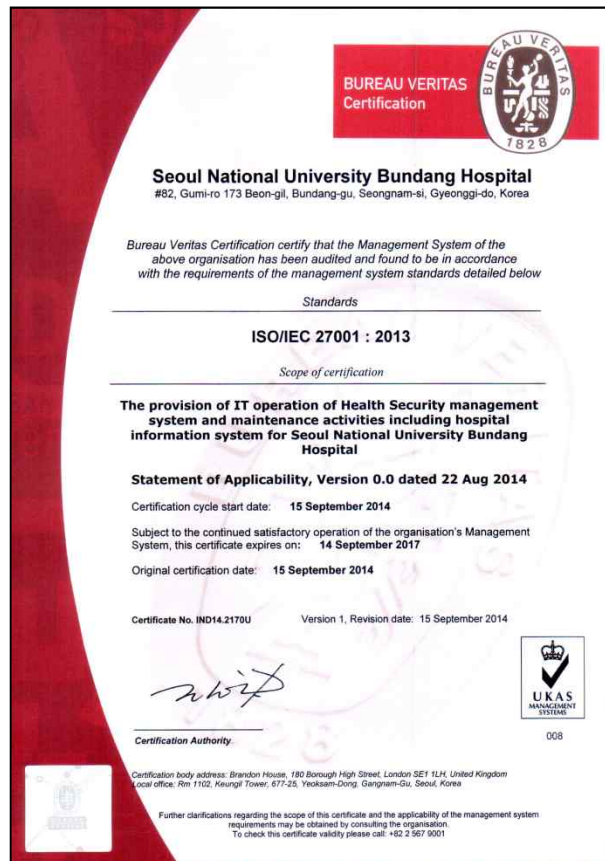 BUREAU VERITAS
Certification
BUREAU VERITAS
1828
Seoul National University Bundang Hospital
#82, Gumi-ro 173 Beon-gil, Bundang-gu, Seongnam-si, Gyeonggi-do, Korea
Bureau Veritas Certification certify that the Management System of the
above organisation has been audited and found to be in accordance
with the requirements of the management system standards detailed below
Standards
ISO/IEC 27001 : 2013
Scope of certification
The provision of IT operation of Health Security management
system and maintenance activities including hospital
information system for Seoul National University Bundang
Hospital
Statement of Applicability, Version 0.0 dated 22 Aug 2014
Certification cycle start date: 15 September 2014
Subject to the continued satisfactory operation of the organisation's Management
System, this certificate expires on: 14 September 2017
Original certification date: 15 September 2014
Certificate No. IND14.2170U Version 1, Revision date: 15 September 2014
UKAS
MANAGEMENT
SYSTEMS
008
Certification Authority
Certification body address: Brandon House, 180 Borough High Street, London SE1 1LH, United Kingdom
Local office: Rm 1102, Keungil Tower, 677-25, Yeoksam-Dong, Gangnam-Gu, Seoul, Korea
Further clarifications regarding the scope of this certificate and the applicability of the management system
requirements may be obtained by consulting the organisation.
To check this certificate validity please call: +82 2 567 9001